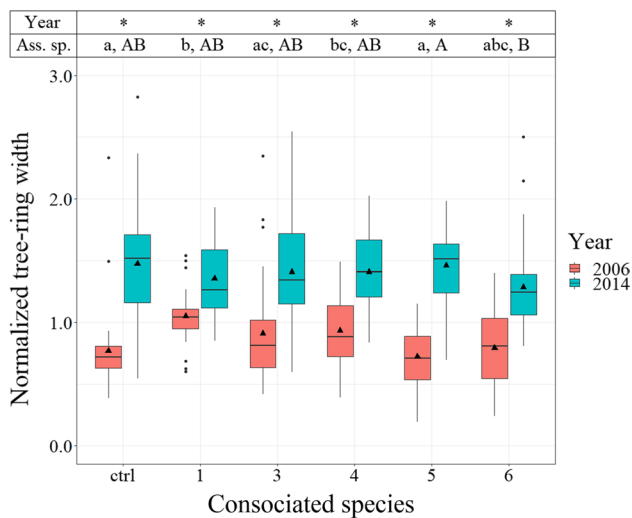 Year * * * * * *
Ass. sp. a, AB b, AB ac, AB bc, AB a, A abc, B
3.0
2.0
1.0
0.0
Normalized tree-ring width
ctrl 1 3 4 5 6
Consociated species
Year
2006
2014